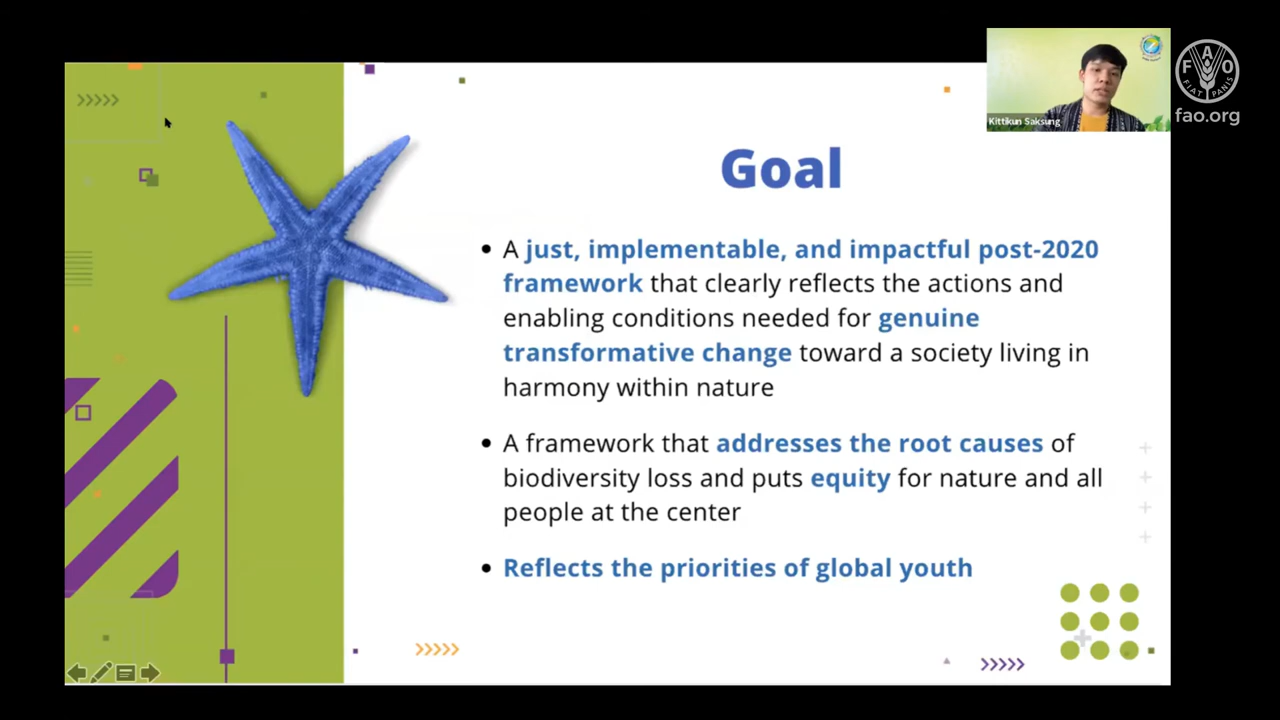 Goal
• A just, implementable, and impactful post-2020
framework that clearly reflects the actions and
enabling conditions needed for genuine
transformative change toward a society living in
harmony within nature
• A framework that addresses the root causes of
biodiversity loss and puts equity for nature and all
people at the center
• Reflects the priorities of global youth
Kittikun Saksung
F A O
FIAT PANIS
fao.org